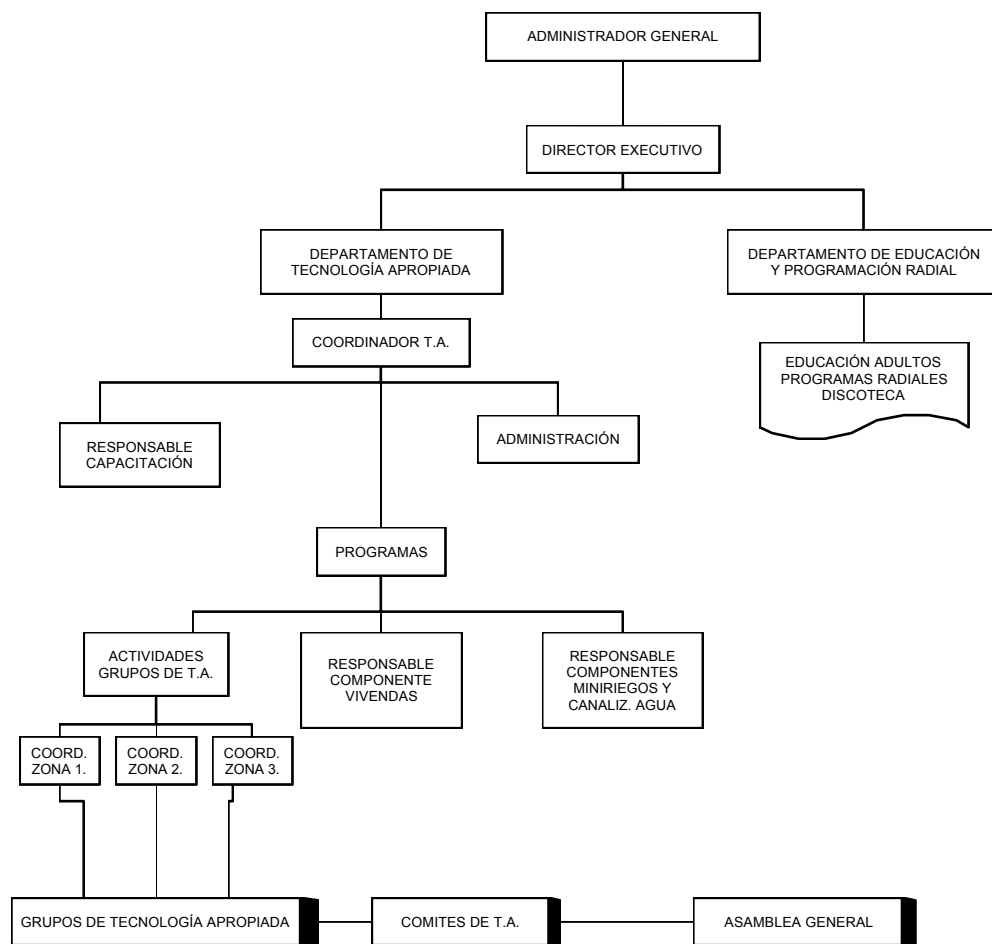 ADMINISTRADOR GENERAL
DIRECTOR EXECUTIVO
DEPARTAMENTO DE
TECNOLOGÍA APROPIADA
DEPARTAMENTO DE EDUCACIÓN
Y PROGRAMACIÓN RADIAL
COORDINADOR T.A.
EDUCACIÓN ADULTOS
PROGRAMAS RADIALES
DISCOTECA
RESPONSABLE
CAPACITACIÓN
ADMINISTRACIÓN
PROGRAMAS
ACTIVIDADES
GRUPOS DE T.A.
RESPONSABLE
COMPONENTE
VIVENDAS
RESPONSABLE
COMPONENTES
MINIRIEGOS Y
CANALIZ. AGUA
COORD.
ZONA 1.
COORD.
ZONA 2.
COORD.
ZONA 3.
GRUPOS DE TECNOLOGÍA APROPIADA
COMITES DE T.A.
ASAMBLEA GENERAL